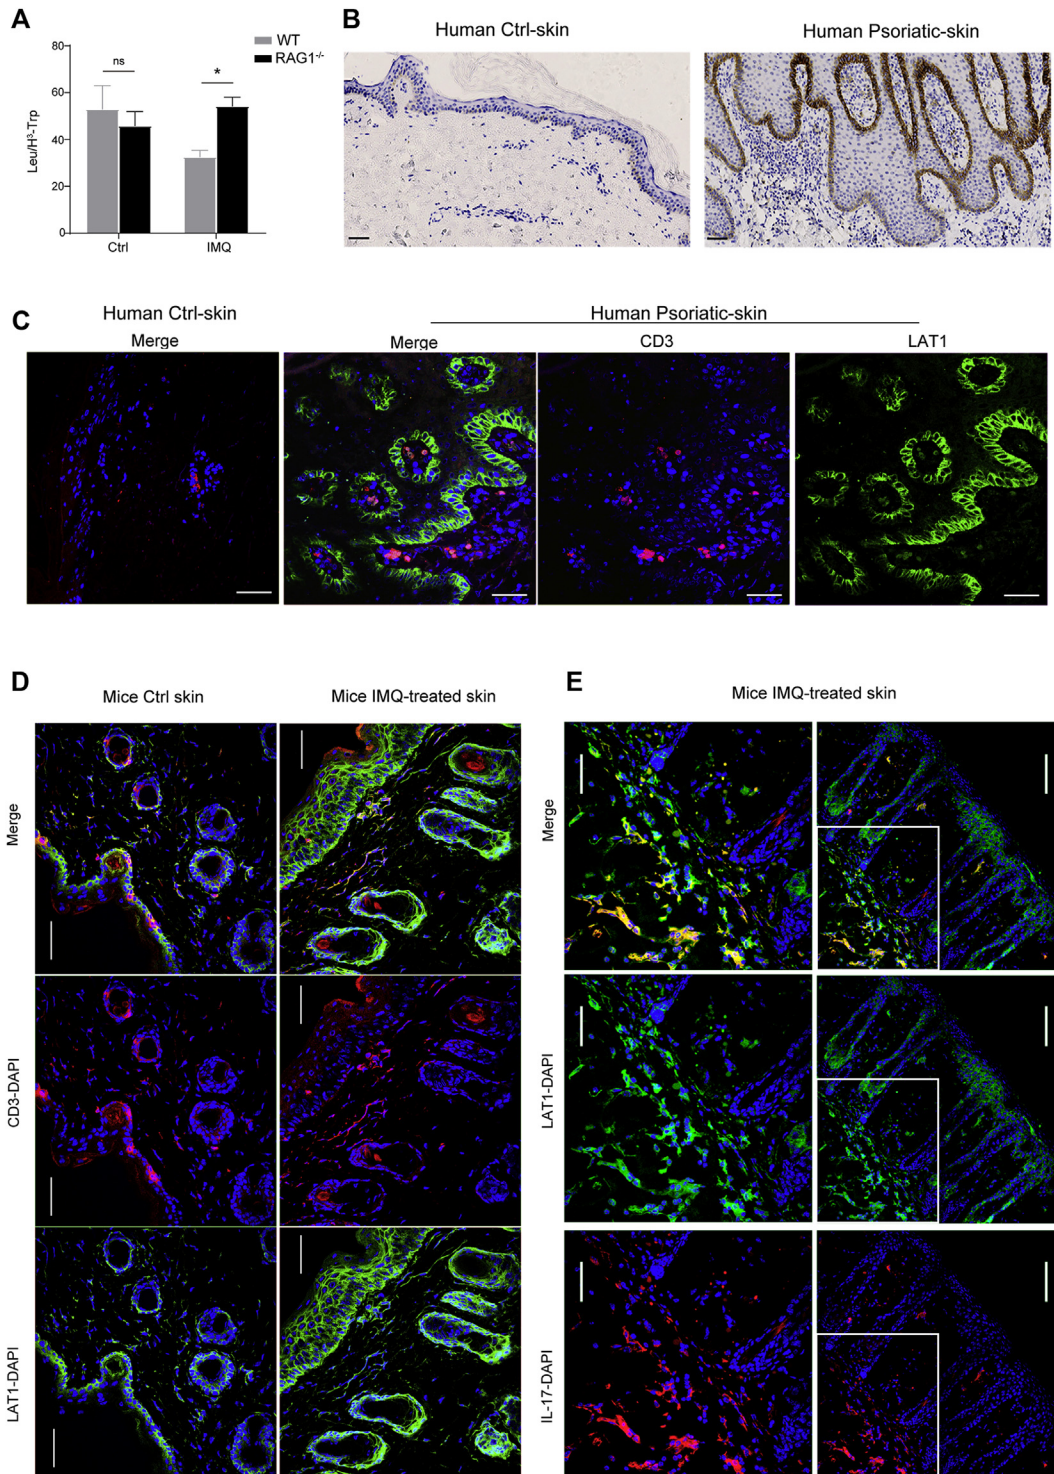 A
WT
RAG1-/-
ns
*
80
60
40
20
0
Leu/H³-Trp
Ctrl
IMQ
B
Human Ctrl-skin
Human Psoriatic-skin
C
Human Ctrl-skin
Merge
Human Psoriatic-skin
Merge
CD3
LAT1
D
Mice Ctrl skin
Mice IMQ-treated skin
Merge
CD3-DAPI
LAT1-DAPI
E
Mice IMQ-treated skin
Merge
LAT1-DAPI
IL-17-DAPI